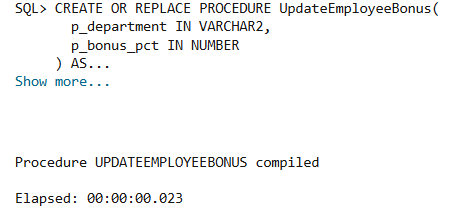 SQL> CREATE OR REPLACE PROCEDURE UpdateEmployeeBonus(
p_department IN VARCHAR2,
p_bonus_pct IN NUMBER
) AS...
Show more...
Procedure UPDATEEMPLOYEEBONUS compiled
Elapsed: 00:00:00.023